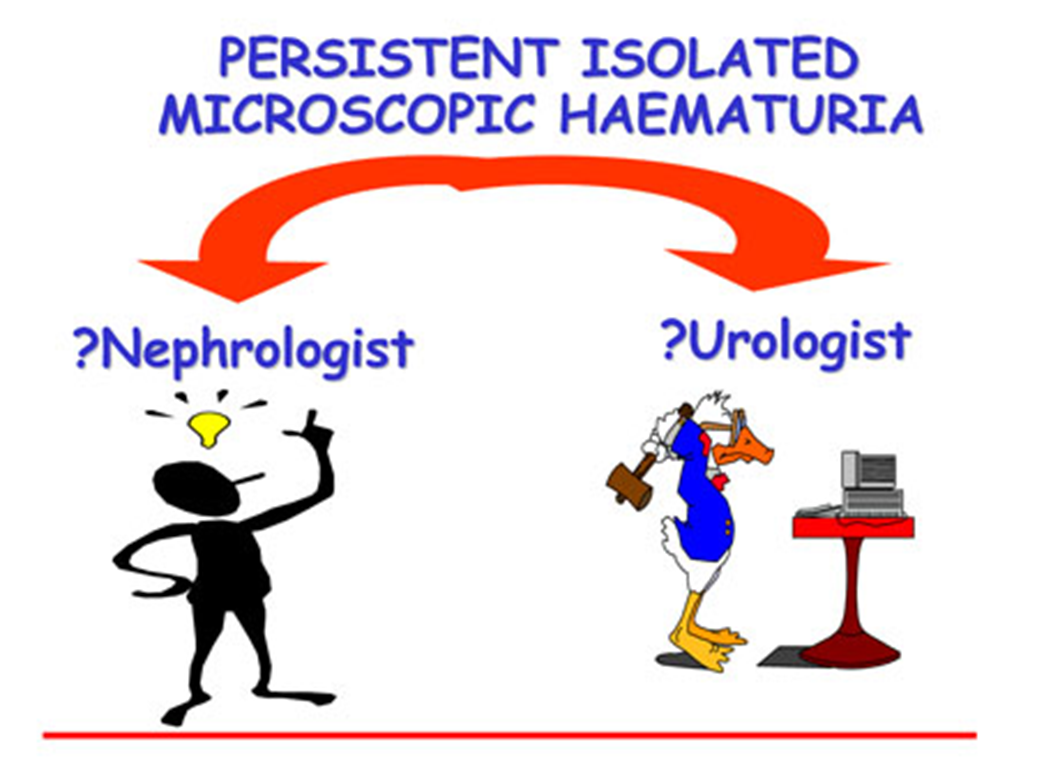 PERSISTENT ISOLATED
MICROSCOPIC HAEMATURIA
?Nephrologist
?Urologist